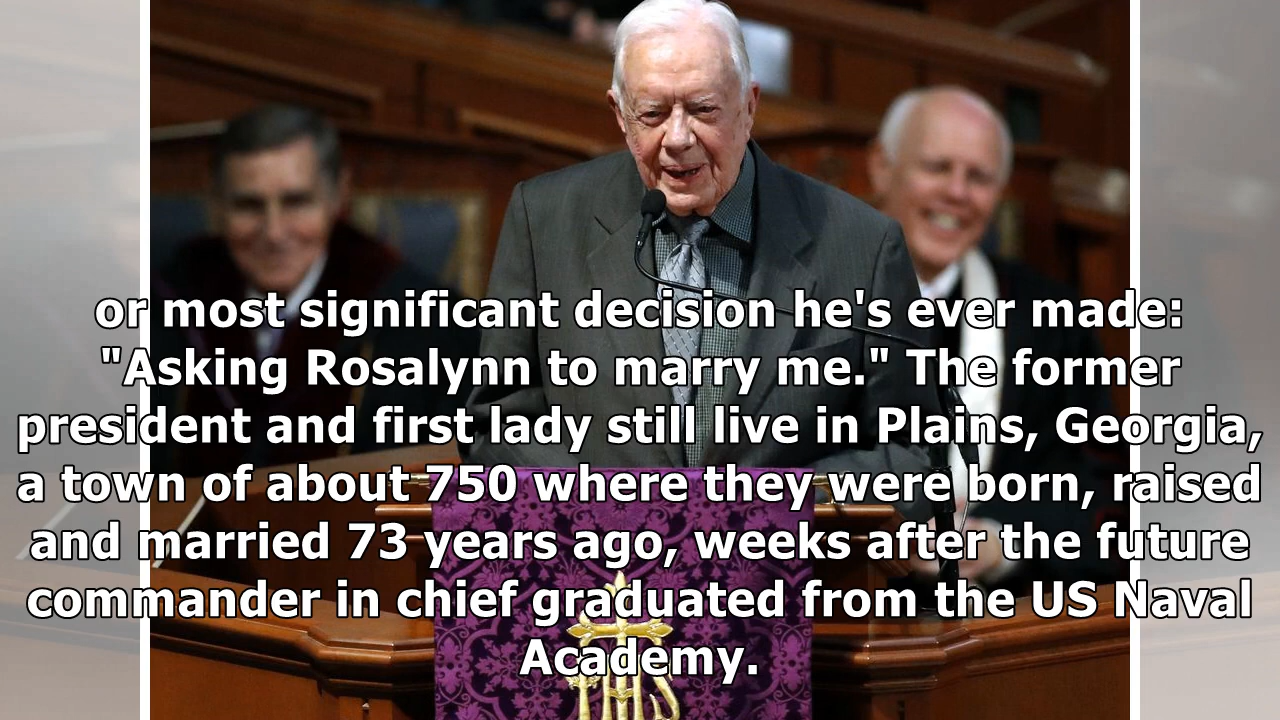 or most significant decision he's ever made:
"Asking Rosalynn to marry me." The former
president and first lady still live in Plains, Georgia,
a town of about 750 where they were born, raised
and married 73 years ago, weeks after the future
commander in chief graduated from the US Naval
Academy.
IHS